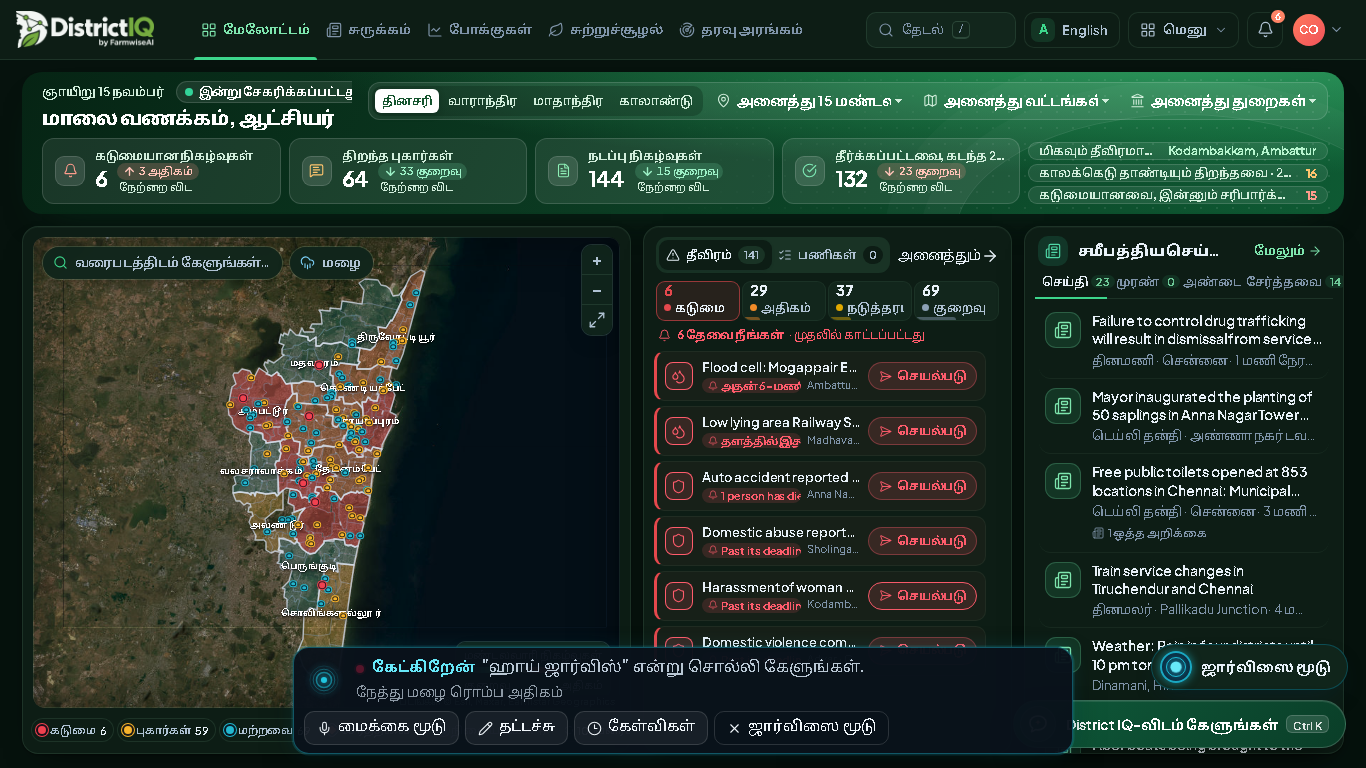 DistrictIQ
by FarmwiseAI
மேலோட்டம்
சுருக்கம்
போக்குகள்
சுற்றுச்சூழல்
தரவு அரங்கம்
தேடல் /
A English
மெனு
6
CO
ஞாயிறு 15 நவம்பர்
இன்று சேகரிக்கப்பட்டது
மாலை வணக்கம், ஆட்சியர்
தினசரி வாராந்திர மாதாந்திர காலாண்டு
அனைத்து 15 மண்டல
அனைத்து வட்டங்கள்
அனைத்து துறைகள்
கடுமையான நிகழ்வுகள்
6 ↑ 3 அதிகம்
நேற்றை விட
திறந்த புகார்கள்
64 ↓ 33 குறைவு
நேற்றை விட
நடப்பு நிகழ்வுகள்
144 ↓ 15 குறைவு
நேற்றை விட
தீர்க்கப்பட்டவை, கடந்த 2...
132 ↓ 23 குறைவு
நேற்றை விட
மிகவும் தீவிரமா... Kodambakkam, Ambattur
காலக்கெடு தாண்டியும் திறந்தவை · 2... 16
கடுமையானவை, இன்னும் சரிபார்க்... 15
வரைபடத்திடம் கேளுங்கள்...
மழை
+
−
மதவரம்
வலசரவாக்கம்
பெருங்குடி
கடுமை 6
புகார்கள் 59
மற்றவை
தீவிரம் 141
பணிகள் 0
அனைத்தும் →
6 கடுமை
29 அதிகம்
37 நடுத்தர
69 குறைவு
6 தேவை நீங்கள் · முதலில் காட்டப்பட்டது
Flood cell: Mogappair E...
அதன் 6-மணி Ambattu...
செயல்படு
Low lying area Railway S...
தளத்தில் இரு Madhava...
செயல்படு
Auto accident reported ...
1 person has die Anna Na...
செயல்படு
Domestic abuse report...
Past its deadlin Sholinga...
செயல்படு
Harassment of woman ...
Past its deadlin Kodamb...
செயல்படு
Domestic violence com...
சமீபத்திய செய்...
மேலும் →
செய்தி 23 முரண் 0 அண்டை சேர்த்தவை 14
Failure to control drug trafficking
will result in dismissal from service...
தினமணி · சென்னை · 1 மணி நேர...
Mayor inaugurated the planting of
50 saplings in Anna Nagar Tower...
டெய்லி தந்தி · அண்ணா நகர் டவ...
Free public toilets opened at 853
locations in Chennai: Municipal...
டெய்லி தந்தி · சென்னை · 3 மணி ...
1 ஒத்த அறிக்கை
Train service changes in
Tiruchendur and Chennai
தினமலர் · Pallikadu Junction · 4 ம...
Weather: Rain in four districts until
10 pm
Dinamani,
ஜார்விஸை மூடு
கேட்கிறேன் "ஹாய் ஜார்விஸ்" என்று சொல்லி கேளுங்கள்.
நேத்து மழை ரொம்ப அதிகம்
மைக்கை மூடு
தட்டச்சு
கேள்விகள்
ஜார்விஸை மூடு
District IQ-விடம் கேளுங்கள் Ctrl K